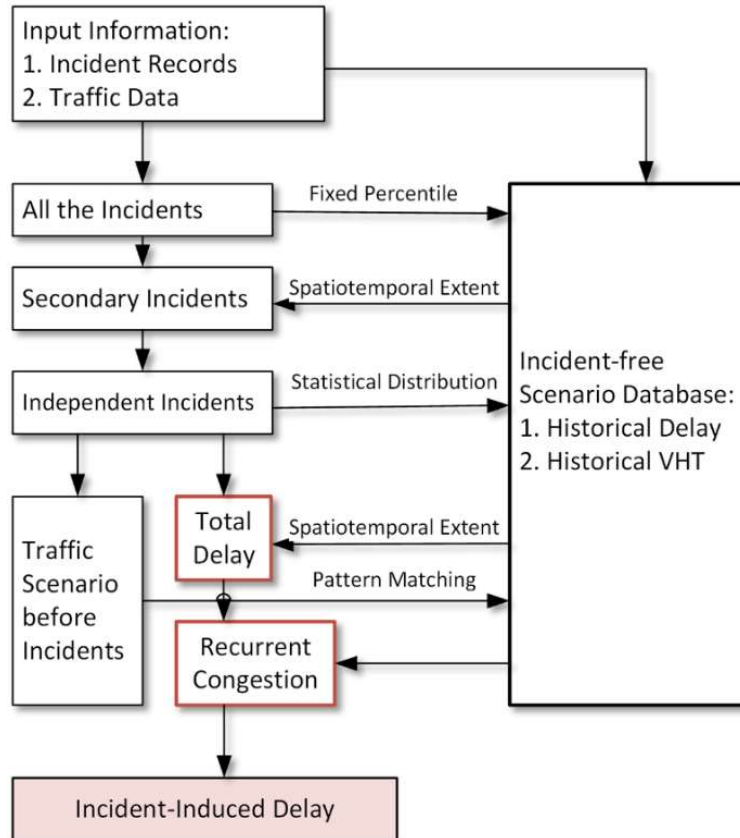 Input Information:
1. Incident Records
2. Traffic Data
All the Incidents
Fixed Percentile
Secondary Incidents
Spatiotemporal Extent
Independent Incidents
Statistical Distribution
Incident-free
Scenario Database:
1. Historical Delay
2. Historical VHT
Traffic
Scenario
before
Incidents
Total
Delay
Spatiotemporal Extent
Pattern Matching
Recurrent
Congestion
Incident-Induced Delay